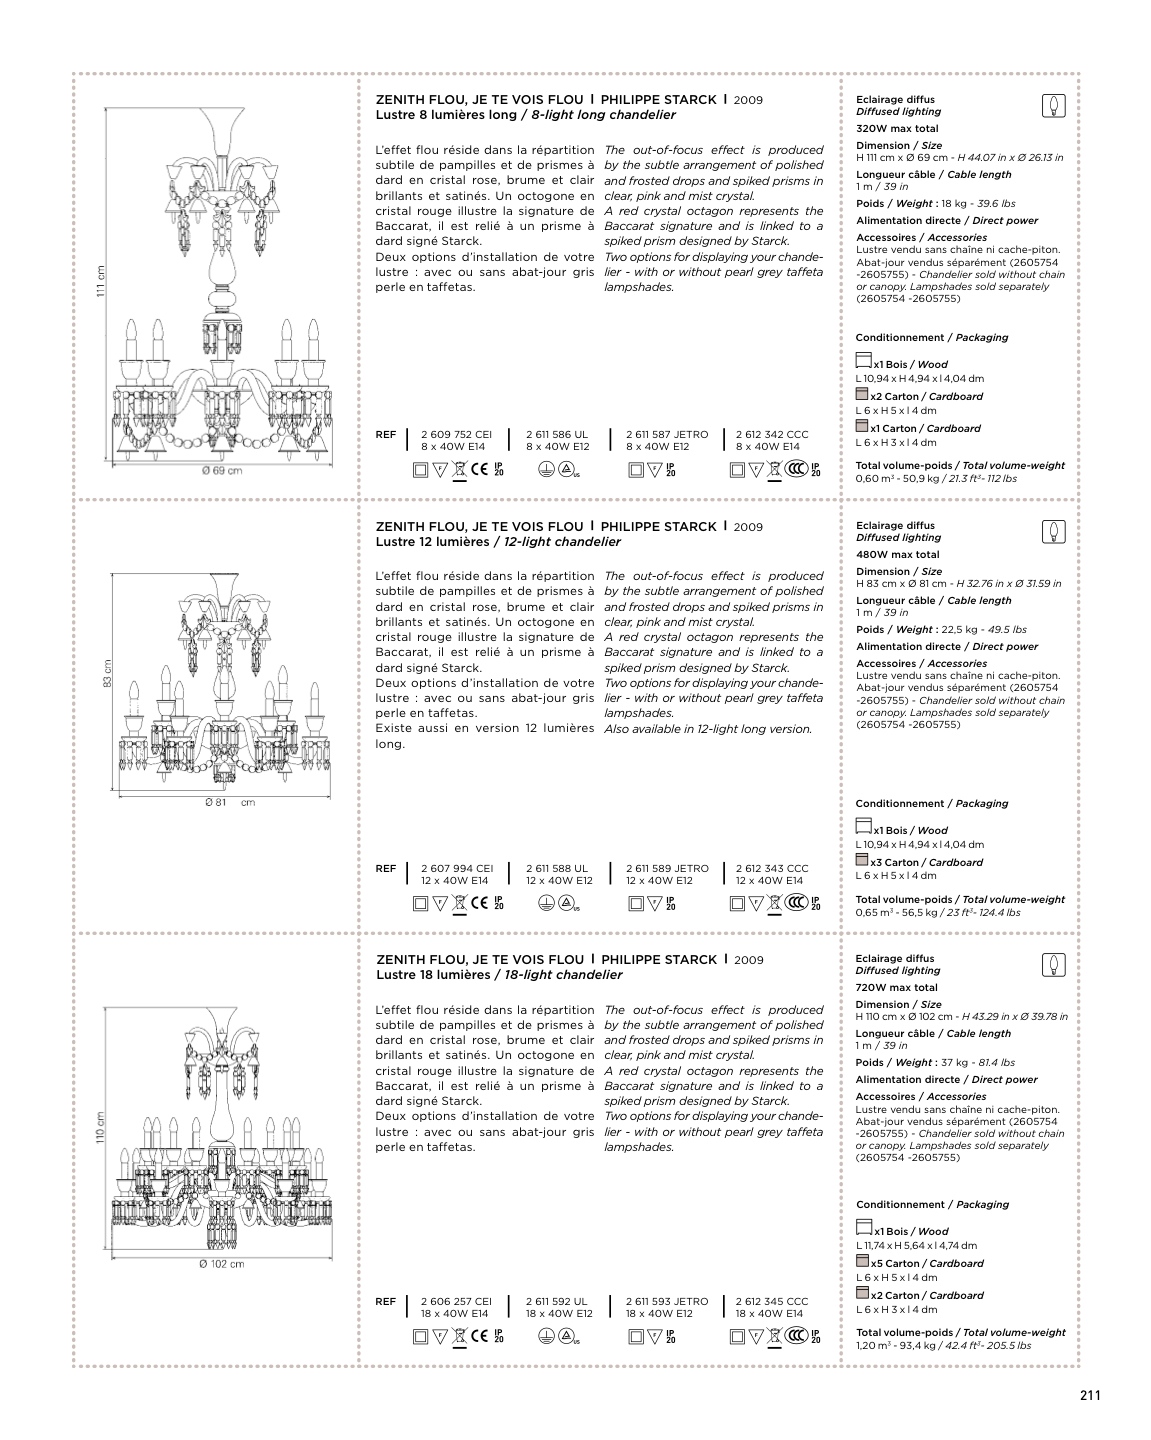 111 cm
Ø 69 cm
ZENITH FLOU, JE TE VOIS FLOU I PHILIPPE STARCK I 2009
Lustre 8 lumières long / 8-light long chandelier
L'effet flou réside dans la répartition
subtile de pampilles et de prismes à
dard en cristal rose, brume et clair
brillants et satinés. Un octogone en
cristal rouge illustre la signature de
Baccarat, il est relié à un prisme à
dard signé Starck.
Deux options d'installation de votre
lustre : avec ou sans abat-jour gris
perle en taffetas.
The out-of-focus effect is produced
by the subtle arrangement of polished
and frosted drops and spiked prisms in
clear, pink and mist crystal.
A red crystal octagon represents the
Baccarat signature and is linked to a
spiked prism designed by Starck.
Two options for displaying your chande-
lier - with or without pearl grey taffeta
lampshades.
REF
2 609 752 CEI
8 x 40W E14
2 611 586 UL
8 x 40W E12
2 611 587 JETRO
8 x 40W E12
2 612 342 CCC
8 x 40W E14
F CE IP 20
US
F IP 20
F CCC IP 20
Eclairage diffus
Diffused lighting
320W max total
Dimension / Size
H 111 cm x Ø 69 cm - H 44.07 in x Ø 26.13 in
Longueur câble / Cable length
1 m / 39 in
Poids / Weight : 18 kg - 39.6 lbs
Alimentation directe / Direct power
Accessoires / Accessories
Lustre vendu sans chaîne ni cache-piton.
Abat-jour vendus séparément (2605754
-2605755) - Chandelier sold without chain
or canopy. Lampshades sold separately
(2605754 -2605755)
Conditionnement / Packaging
x1 Bois / Wood
L 10,94 x H 4,94 x l 4,04 dm
x2 Carton / Cardboard
L 6 x H 5 x l 4 dm
x1 Carton / Cardboard
L 6 x H 3 x l 4 dm
Total volume-poids / Total volume-weight
0,60 m³ - 50,9 kg / 21.3 ft³- 112 lbs
83 cm
Ø 81 cm
ZENITH FLOU, JE TE VOIS FLOU I PHILIPPE STARCK I 2009
Lustre 12 lumières / 12-light chandelier
L'effet flou réside dans la répartition
subtile de pampilles et de prismes à
dard en cristal rose, brume et clair
brillants et satinés. Un octogone en
cristal rouge illustre la signature de
Baccarat, il est relié à un prisme à
dard signé Starck.
Deux options d'installation de votre
lustre : avec ou sans abat-jour gris
perle en taffetas.
Existe aussi en version 12 lumières
long.
The out-of-focus effect is produced
by the subtle arrangement of polished
and frosted drops and spiked prisms in
clear, pink and mist crystal.
A red crystal octagon represents the
Baccarat signature and is linked to a
spiked prism designed by Starck.
Two options for displaying your chande-
lier - with or without pearl grey taffeta
lampshades.
Also available in 12-light long version.
REF
2 607 994 CEI
12 x 40W E14
2 611 588 UL
12 x 40W E12
2 611 589 JETRO
12 x 40W E12
2 612 343 CCC
12 x 40W E14
F CE IP 20
US
F IP 20
F CCC IP 20
Eclairage diffus
Diffused lighting
480W max total
Dimension / Size
H 83 cm x Ø 81 cm - H 32.76 in x Ø 31.59 in
Longueur câble / Cable length
1 m / 39 in
Poids / Weight : 22,5 kg - 49.5 lbs
Alimentation directe / Direct power
Accessoires / Accessories
Lustre vendu sans chaîne ni cache-piton.
Abat-jour vendus séparément (2605754
-2605755) - Chandelier sold without chain
or canopy. Lampshades sold separately
(2605754 -2605755)
Conditionnement / Packaging
x1 Bois / Wood
L 10,94 x H 4,94 x l 4,04 dm
x3 Carton / Cardboard
L 6 x H 5 x l 4 dm
Total volume-poids / Total volume-weight
0,65 m³ - 56,5 kg / 23 ft³- 124.4 lbs
110 cm
Ø 102 cm
ZENITH FLOU, JE TE VOIS FLOU I PHILIPPE STARCK I 2009
Lustre 18 lumières / 18-light chandelier
L'effet flou réside dans la répartition
subtile de pampilles et de prismes à
dard en cristal rose, brume et clair
brillants et satinés. Un octogone en
cristal rouge illustre la signature de
Baccarat, il est relié à un prisme à
dard signé Starck.
Deux options d'installation de votre
lustre : avec ou sans abat-jour gris
perle en taffetas.
The out-of-focus effect is produced
by the subtle arrangement of polished
and frosted drops and spiked prisms in
clear, pink and mist crystal.
A red crystal octagon represents the
Baccarat signature and is linked to a
spiked prism designed by Starck.
Two options for displaying your chande-
lier - with or without pearl grey taffeta
lampshades.
REF
2 606 257 CEI
18 x 40W E14
2 611 592 UL
18 x 40W E12
2 611 593 JETRO
18 x 40W E12
2 612 345 CCC
18 x 40W E14
F CE IP 20
US
F IP 20
F CCC IP 20
Eclairage diffus
Diffused lighting
720W max total
Dimension / Size
H 110 cm x Ø 102 cm - H 43.29 in x Ø 39.78 in
Longueur câble / Cable length
1 m / 39 in
Poids / Weight : 37 kg - 81.4 lbs
Alimentation directe / Direct power
Accessoires / Accessories
Lustre vendu sans chaîne ni cache-piton.
Abat-jour vendus séparément (2605754
-2605755) - Chandelier sold without chain
or canopy. Lampshades sold separately
(2605754 -2605755)
Conditionnement / Packaging
x1 Bois / Wood
L 11,74 x H 5,64 x l 4,74 dm
x5 Carton / Cardboard
L 6 x H 5 x l 4 dm
x2 Carton / Cardboard
L 6 x H 3 x l 4 dm
Total volume-poids / Total volume-weight
1,20 m³ - 93,4 kg / 42.4 ft³- 205.5 lbs
211